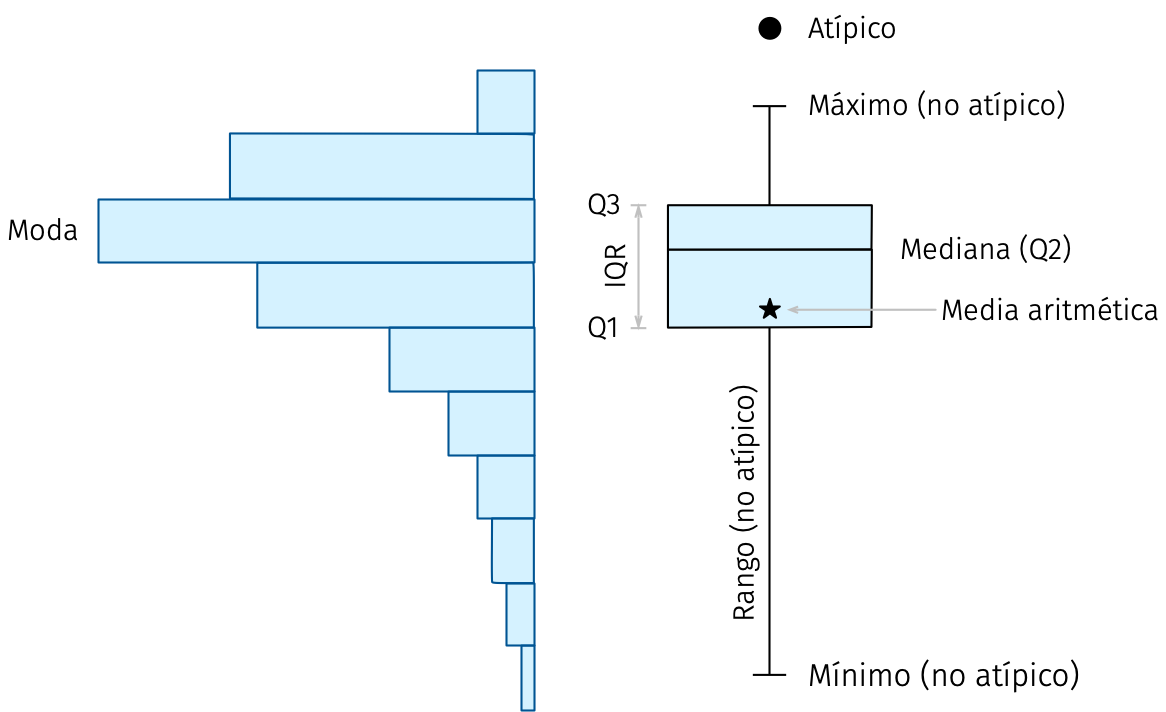 Atípico
Máximo (no atípico)
Moda
Q3
IQR
Q1
Mediana (Q2)
Media aritmética
Rango (no atípico)
Mínimo (no atípico)